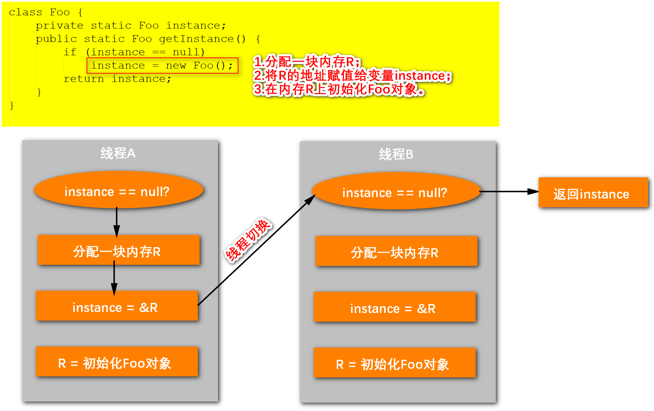 class Foo {
    private static Foo instance;
    public static Foo getInstance() {
        if (instance == null)
            instance = new Foo();
        return instance;
    }
}
1.分配一块内存R;
2.将R的地址赋值给变量instance;
3.在内存R上初始化Foo对象.
线程A
instance == null?
分配一块内存R
instance = &R
R = 初始化Foo对象
线程切换
线程B
instance == null?
分配一块内存R
instance = &R
R = 初始化Foo对象
返回instance